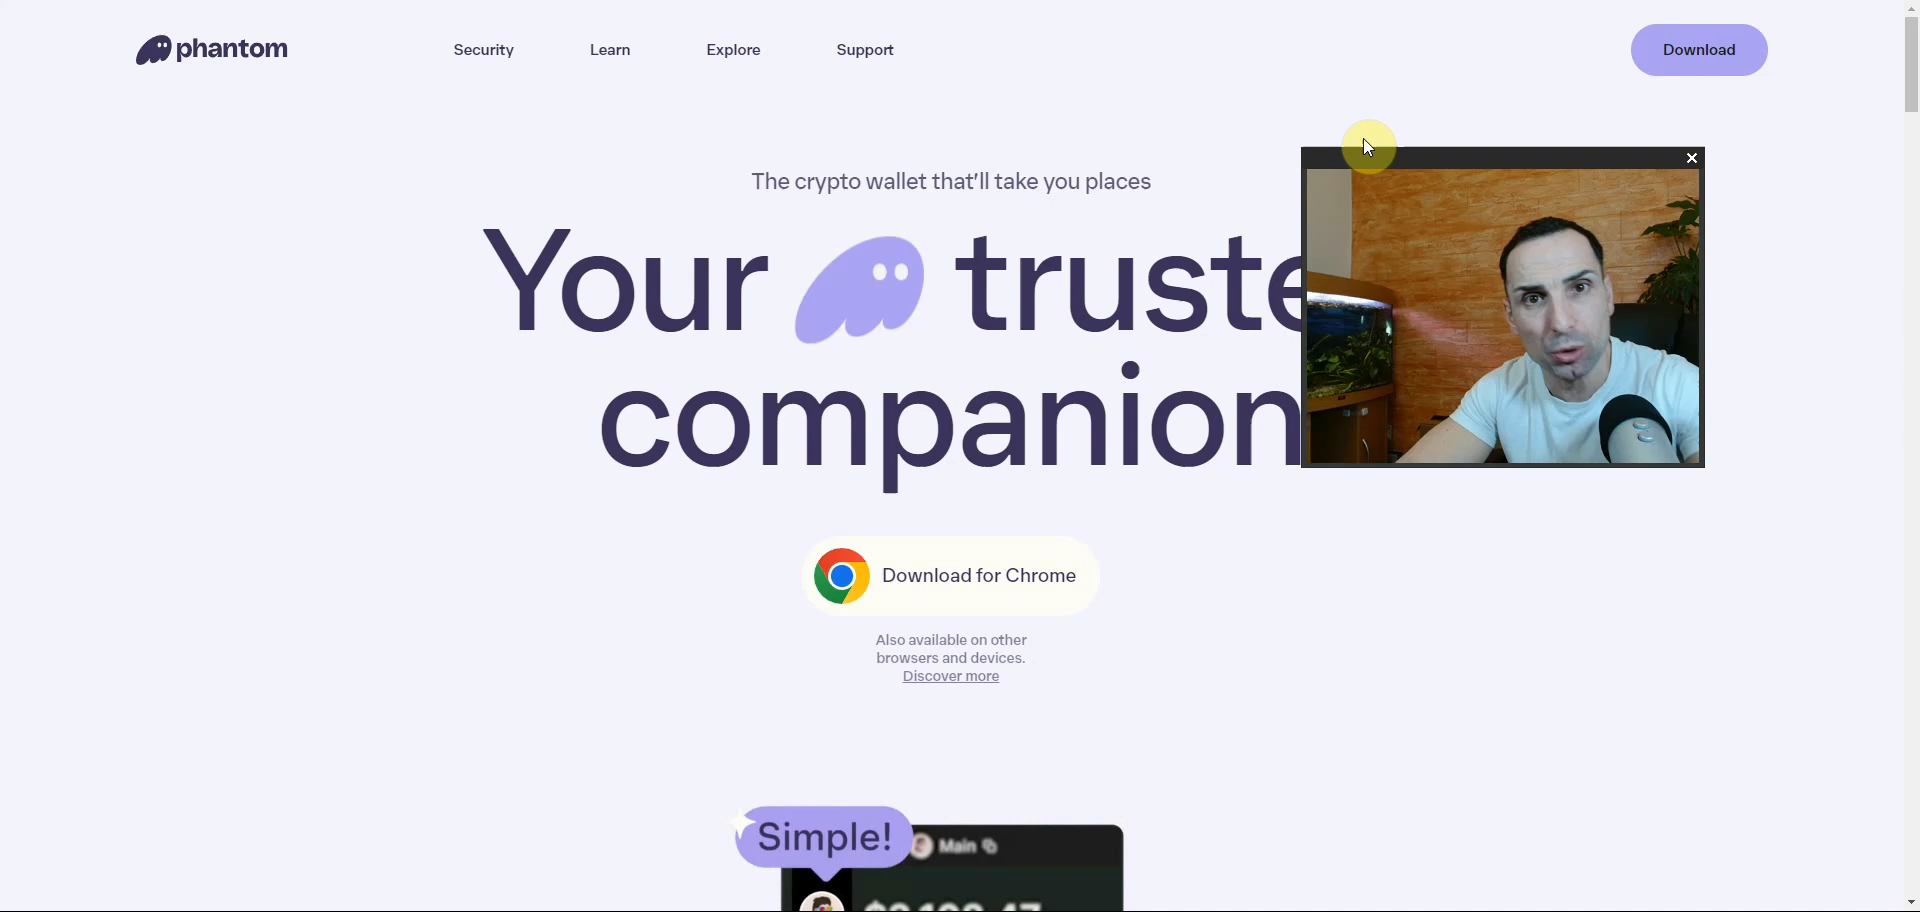 phantom
Security
Learn
Explore
Support
Download
The crypto wallet that'll take you places
Your truste
companion
Download for Chrome
Also available on other
browsers and devices.
Discover more
Simple!
Main